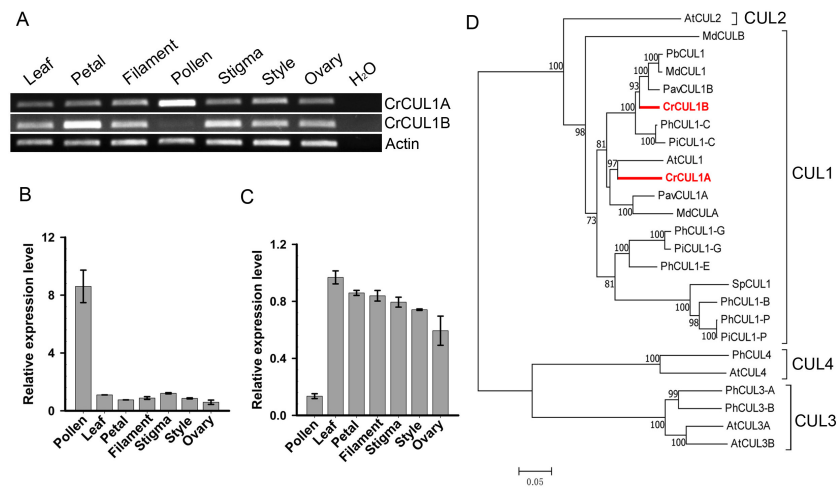 A
Leaf Petal Filament Pollen Stigma Style Ovary H₂O
CrCUL1A
CrCUL1B
Actin
B
Relative expression level
12
8
4
0
Pollen Leaf Petal Filament Stigma Style Ovary
C
Relative expression level
1.2
0.8
0.4
0.0
Pollen Leaf Petal Filament Stigma Style Ovary
D
AtCUL2 CUL2
100
MdCULB
98
100 PbCUL1
100 MdCUL1
93 PavCUL1B
100 CrCUL1B
PhCUL1-C
100 PiCUL1-C
81
97 AtCUL1
CrCUL1A
PavCUL1A
100 MdCULA
CUL1
73
100 PhCUL1-G
100 PiCUL1-G
PhCUL1-E
81
SpCUL1
100 PhCUL1-B
98 PhCUL1-P
100 PiCUL1-P
PhCUL4
100 AtCUL4
CUL4
99 PhCUL3-A
PhCUL3-B
100 AtCUL3A
100 AtCUL3B
CUL3
0.05